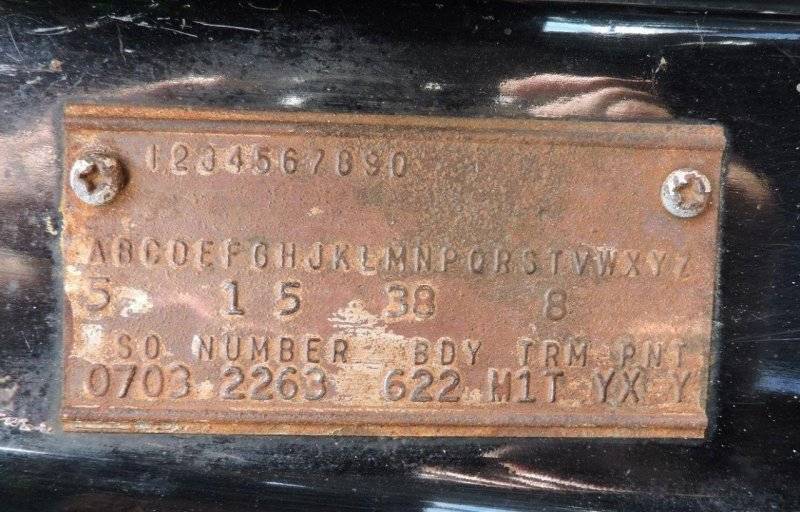 1234567890
ABCDEFGHJKLMNPQRSTVWXYZ
5 1 5 38 8
SO NUMBER BDY TRM PNT
0703 2263 622 M1T YX Y